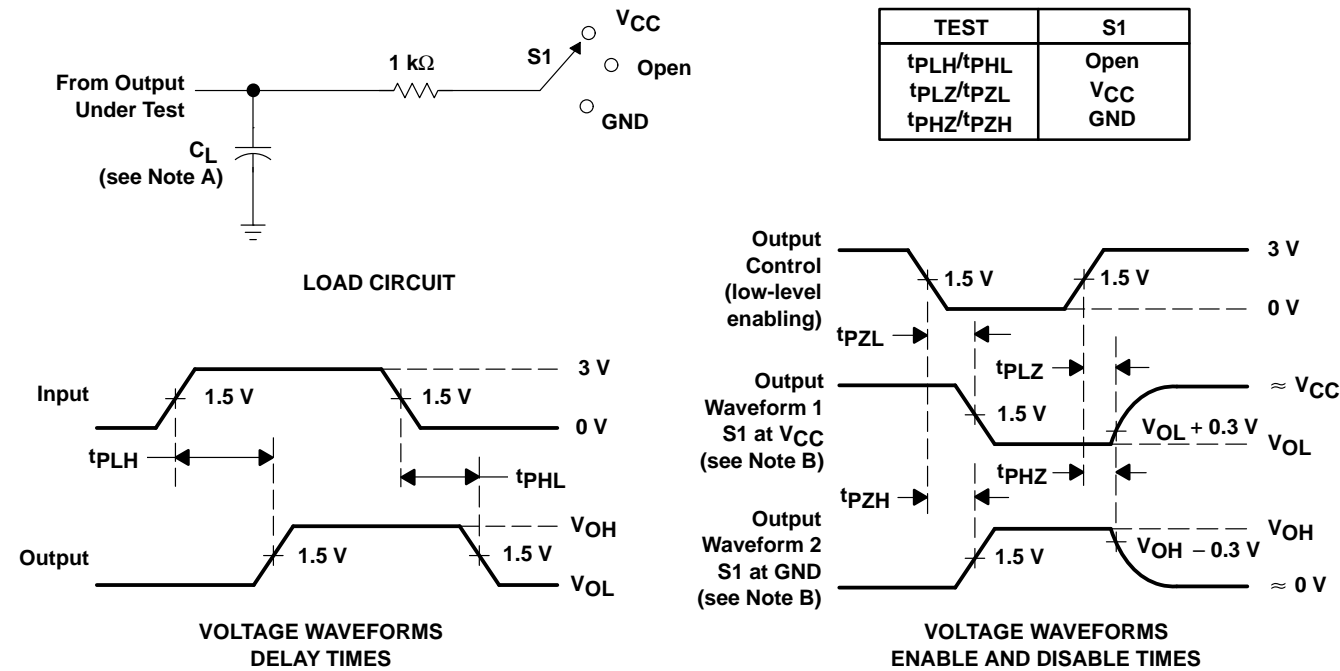 VCC
S1
Open
GND
1 kΩ
From Output
Under Test
CL
(see Note A)
LOAD CIRCUIT
TEST S1
tPLH/tPHL Open
tPLZ/tPZL VCC
tPHZ/tPZH GND
Input
1.5 V
1.5 V
3 V
0 V
tPLH
tPHL
Output
1.5 V
1.5 V
VOH
VOL
VOLTAGE WAVEFORMS
DELAY TIMES
Output
Control
(low-level
enabling)
1.5 V
1.5 V
3 V
0 V
tPZL
tPLZ
Output
Waveform 1
S1 at VCC
(see Note B)
1.5 V
≈ VCC
VOL + 0.3 V
VOL
tPZH
tPHZ
Output
Waveform 2
S1 at GND
(see Note B)
1.5 V
VOH
VOH − 0.3 V
≈ 0 V
VOLTAGE WAVEFORMS
ENABLE AND DISABLE TIMES